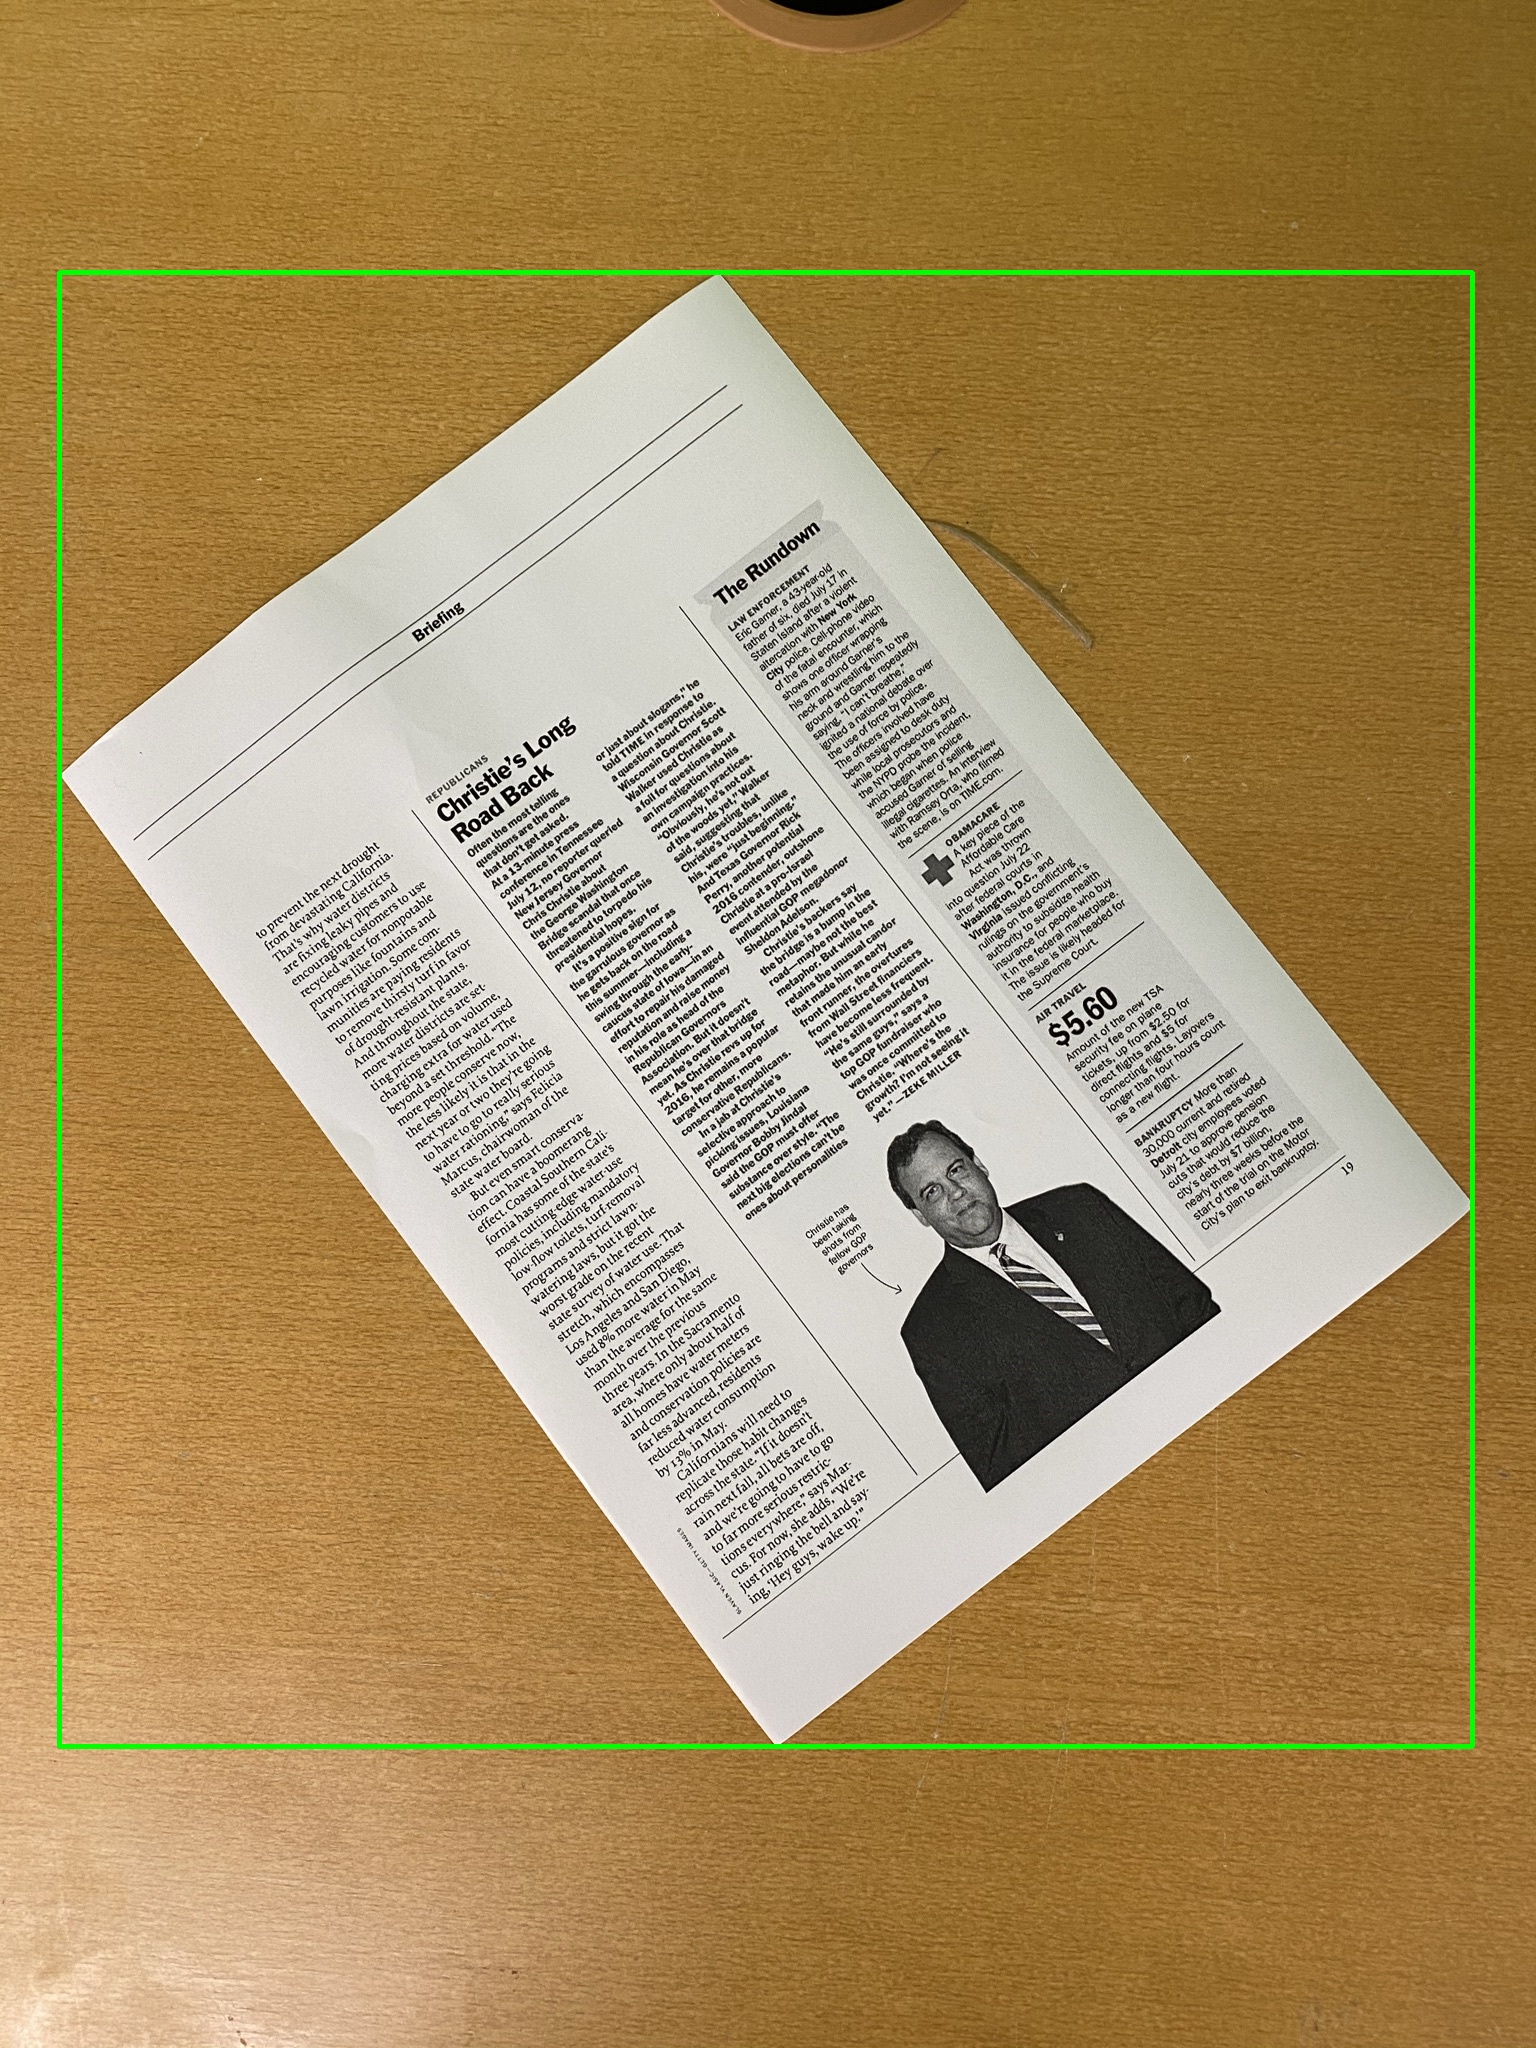 Briefing
to prevent the next drought
from devastating California.
That's why water districts
are fixing leaky pipes and
encouraging customers to use
recycled water for nonpotable
purposes like fountains and
lawn irrigation. Some com-
munities are paying residents
to remove thirsty turf in favor
of drought-resistant plants.
And throughout the state,
more water districts are set-
ting prices based on volume,
charging extra for water used
beyond a set threshold. "The
more people conserve now,
the less likely it is that in the
next year or two they're going
to have to go to really serious
water rationing," says Felicia
Marcus, chairwoman of the
state water board.
But even smart conserva-
tion can have a boomerang
effect. Coastal Southern Cali-
fornia has some of the state's
most cutting-edge water use
policies, including mandatory
low-flow toilets, turf-removal
programs and strict lawn-
watering laws, but it got the
worst grade on the recent
state survey of water use. That
stretch, which encompasses
Los Angeles and San Diego,
used 8% more water in May
than the average for the same
month over the previous
three years. In the Sacramento
area, where only about half of
all homes have water meters
and conservation policies are
far less advanced, residents
reduced water consumption
by 13% in May.
Californians will need to
replicate those habit changes
across the state. "If it doesn't
rain next fall, all bets are off,
and we're going to have to go
to far more serious restric-
tions everywhere," says Mar-
cus. For now, she adds, "We're
just ringing the bell and say-
ing, 'Hey guys, wake up.'"
SLAVEN VLASIC—GETTY IMAGES
REPUBLICANS
Christie's Long
Road Back
Often the most telling
questions are the ones
that don't get asked.
At a 13-minute press
conference in Tennessee
July 12, no reporter queried
New Jersey Governor
Chris Christie about
the George Washington
Bridge scandal that once
threatened to torpedo his
presidential hopes.
It's a positive sign for
the garrulous governor as
he gets back on the road
this summer—including a
swing through the early-
caucus state of Iowa—in an
effort to repair his damaged
reputation and raise money
in his role as head of the
Republican Governors
Association. But it doesn't
mean he's over that bridge
yet. As Christie revs up for
2016, he remains a popular
target for other, more
conservative Republicans.
In a jab at Christie's
selective approach to
picking issues, Louisiana
Governor Bobby Jindal
said the GOP must offer
substance over style. "The
next big elections can't be
ones about personalities
or just about slogans," he
told TIME in response to
a question about Christie.
Wisconsin Governor Scott
Walker used Christie as
a foil for questions about
an investigation into his
own campaign practices.
"Obviously, he's not out
of the woods yet," Walker
said, suggesting that
Christie's troubles, unlike
his, were "just beginning."
And Texas Governor Rick
Perry, another potential
2016 contender, outshone
Christie at a pro-Israel
event attended by the
influential GOP megadonor
Sheldon Adelson.
Christie's backers say
the bridge is a bump in the
road—maybe not the best
metaphor. But while he
retains the unusual candor
that made him an early
front runner, the overtures
from Wall Street financiers
have become less frequent.
"He's still surrounded by
the same guys," says a
top GOP fundraiser who
was once committed to
Christie. "Where's the
growth? I'm not seeing it
yet." —ZEKE MILLER
Christie has
been taking
shots from
fellow GOP
governors
The Rundown
LAW ENFORCEMENT
Eric Garner, a 43-year-old
father of six, died July 17 in
Staten Island after a violent
altercation with New York
City police. Cell-phone video
of the fatal encounter, which
shows one officer wrapping
his arm around Garner's
neck and wrestling him to the
ground and Garner repeatedly
saying, "I can't breathe,"
ignited a national debate over
the use of force by police.
The officers involved have
been assigned to desk duty
while local prosecutors and
the NYPD probe the incident,
which began when police
accused Garner of selling
illegal cigarettes. An interview
with Ramsey Orta, who filmed
the scene, is on TIME.com.
OBAMACARE
A key piece of the
Affordable Care
Act was thrown
into question July 22
after federal courts in
Washington, D.C., and
Virginia issued conflicting
rulings on the government's
authority to subsidize health
insurance for people who buy
it in the federal marketplace.
The issue is likely headed for
the Supreme Court.
AIR TRAVEL
$5.60
Amount of the new TSA
security fee on plane
tickets, up from $2.50 for
direct flights and $5 for
connecting flights. Layovers
longer than four hours count
as a new flight.
BANKRUPTCY More than
30,000 current and retired
Detroit city employees voted
July 21 to approve pension
cuts that would reduce the
city's debt by $7 billion,
nearly three weeks before the
start of the trial on the Motor
City's plan to exit bankruptcy.
19